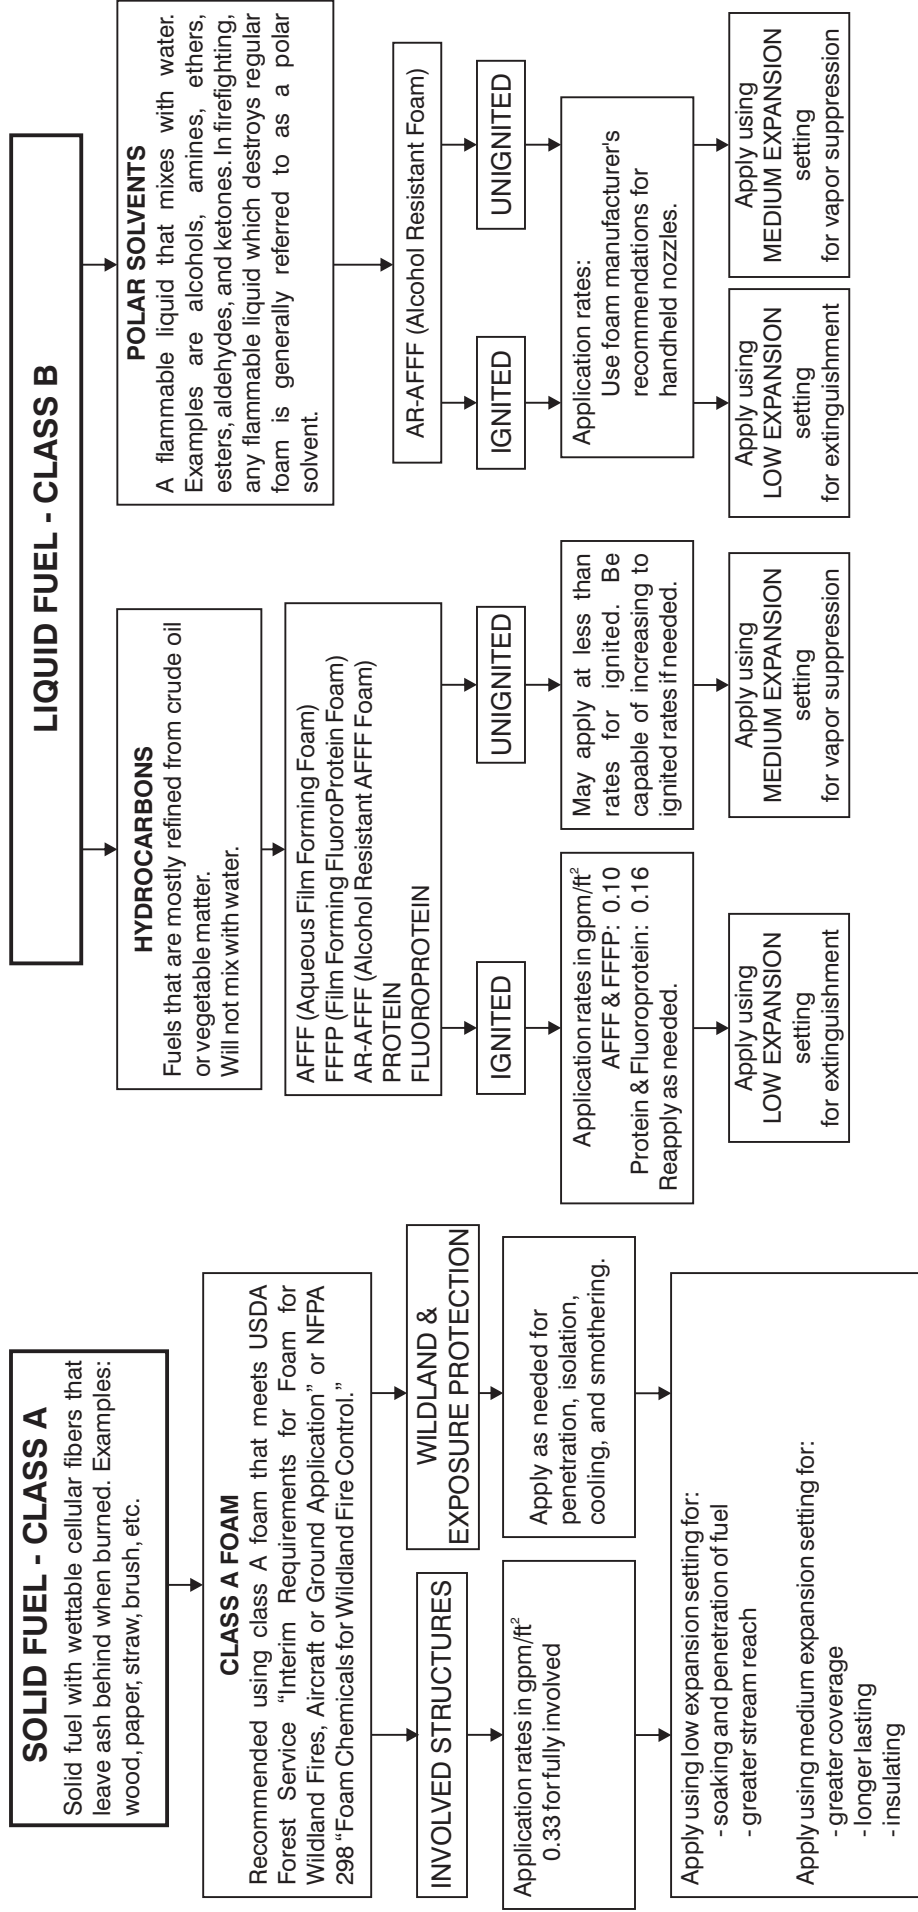 SOLID FUEL - CLASS A
Solid fuel with wettable cellular fibers that
leave ash behind when burned. Examples:
wood, paper, straw, brush, etc.
CLASS A FOAM
Recommended using class A foam that meets USDA
Forest Service “Interim Requirements for Foam for
Wildland Fires, Aircraft or Ground Application” or NFPA
298 “Foam Chemicals for Wildland Fire Control.”
INVOLVED STRUCTURES
Application rates in gpm/ft²
0.33 for fully involved
WILDLAND &
EXPOSURE PROTECTION
Apply as needed for
penetration, isolation,
cooling, and smothering.
Apply using low expansion setting for:
- soaking and penetration of fuel
- greater stream reach
Apply using medium expansion setting for:
- greater coverage
- longer lasting
- insulating
LIQUID FUEL - CLASS B
HYDROCARBONS
Fuels that are mostly refined from crude oil
or vegetable matter.
Will not mix with water.
AFFF (Aqueous Film Forming Foam)
FFFP (Film Forming FluoroProtein Foam)
AR-AFFF (Alcohol Resistant AFFF Foam)
PROTEIN
FLUOROPROTEIN
IGNITED
Application rates in gpm/ft²
AFFF & FFFP: 0.10
Protein & Fluoroprotein: 0.16
Reapply as needed.
Apply using
LOW EXPANSION
setting
for extinguishment
UNIGNITED
May apply at less than
rates for ignited. Be
capable of increasing to
ignited rates if needed.
Apply using
MEDIUM EXPANSION
setting
for vapor suppression
POLAR SOLVENTS
A flammable liquid that mixes with water.
Examples are alcohols, amines, ethers,
esters, aldehydes, and ketones. In firefighting,
any flammable liquid which destroys regular
foam is generally referred to as a polar
solvent.
AR-AFFF (Alcohol Resistant Foam)
IGNITED
UNIGNITED
Application rates:
Use foam manufacturer's
recommendations for
handheld nozzles.
Apply using
LOW EXPANSION
setting
for extinguishment
Apply using
MEDIUM EXPANSION
setting
for vapor suppression